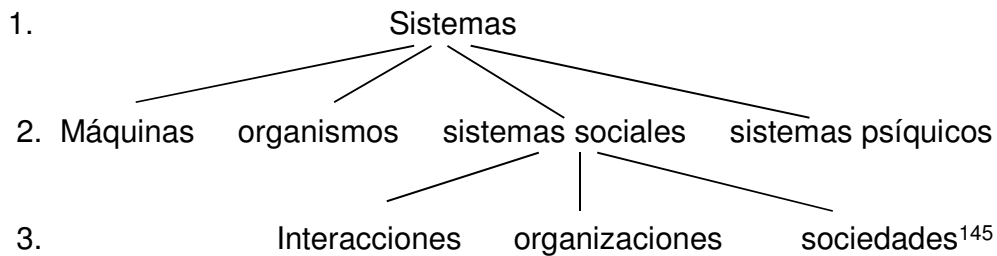 1. Sistemas
2. Máquinas organismos sistemas sociales sistemas psíquicos
3. Interacciones organizaciones sociedades¹⁴⁵